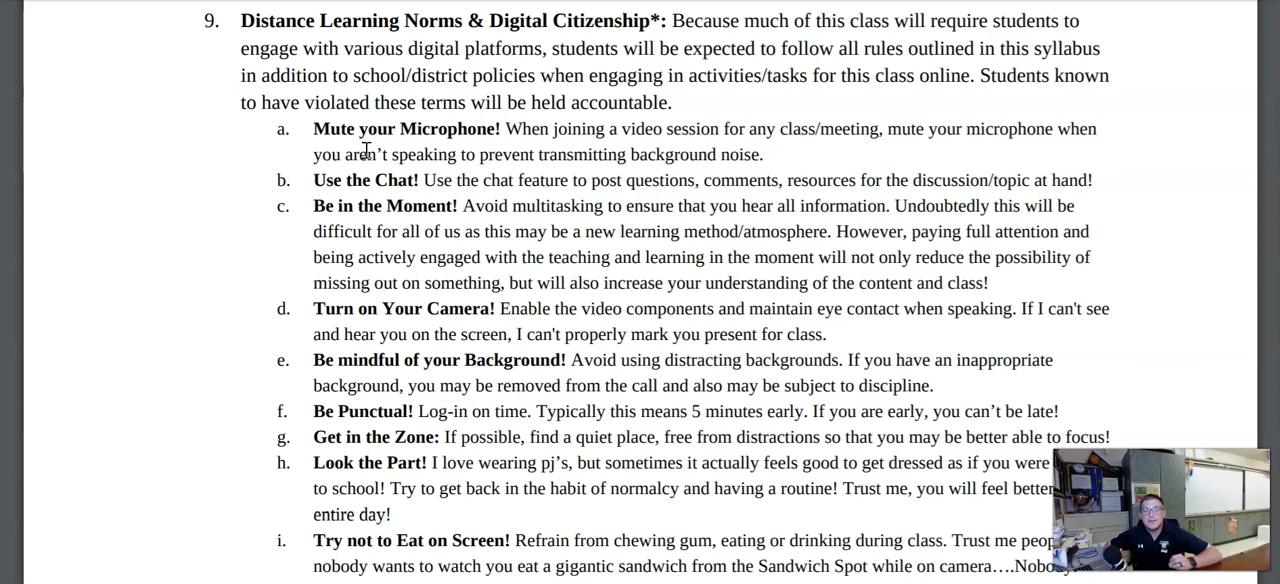 9. Distance Learning Norms & Digital Citizenship*: Because much of this class will require students to
engage with various digital platforms, students will be expected to follow all rules outlined in this syllabus
in addition to school/district policies when engaging in activities/tasks for this class online. Students known
to have violated these terms will be held accountable.
a. Mute your Microphone! When joining a video session for any class/meeting, mute your microphone when
you aren’t speaking to prevent transmitting background noise.
b. Use the Chat! Use the chat feature to post questions, comments, resources for the discussion/topic at hand!
c. Be in the Moment! Avoid multitasking to ensure that you hear all information. Undoubtedly this will be
difficult for all of us as this may be a new learning method/atmosphere. However, paying full attention and
being actively engaged with the teaching and learning in the moment will not only reduce the possibility of
missing out on something, but will also increase your understanding of the content and class!
d. Turn on Your Camera! Enable the video components and maintain eye contact when speaking. If I can't see
and hear you on the screen, I can't properly mark you present for class.
e. Be mindful of your Background! Avoid using distracting backgrounds. If you have an inappropriate
background, you may be removed from the call and also may be subject to discipline.
f. Be Punctual! Log-in on time. Typically this means 5 minutes early. If you are early, you can’t be late!
g. Get in the Zone: If possible, find a quiet place, free from distractions so that you may be better able to focus!
h. Look the Part! I love wearing pj’s, but sometimes it actually feels good to get dressed as if you were
to school! Try to get back in the habit of normalcy and having a routine! Trust me, you will feel better
entire day!
i. Try not to Eat on Screen! Refrain from chewing gum, eating or drinking during class. Trust me
nobody wants to watch you eat a gigantic sandwich from the Sandwich Spot while on camera….